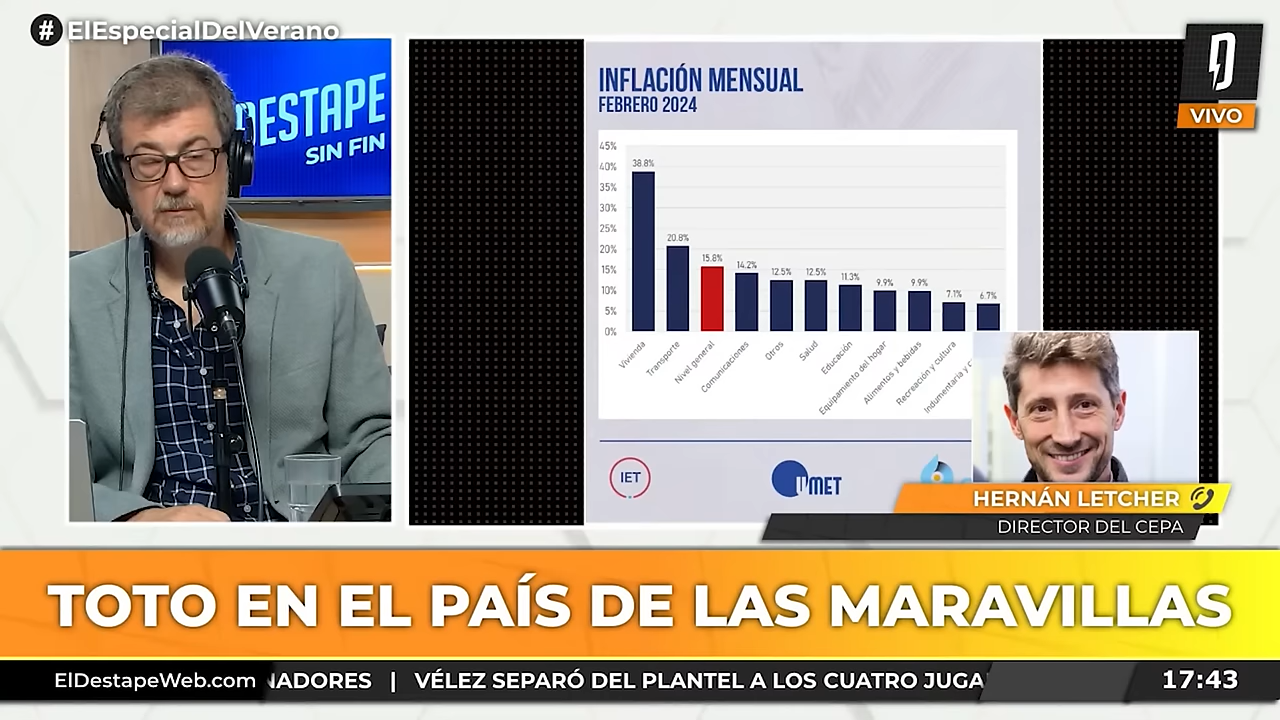 #ElEspecialDelVerano
DESTAPE
SIN FIN
VIVO
INFLACIÓN MENSUAL
FEBRERO 2024
45%
40%
35%
30%
25%
20%
15%
10%
5%
0%
38.8%
20.8%
15.8%
14.2%
12.5%
12.5%
11.3%
9.9%
9.9%
7.1%
6.7%
Vivienda
Transporte
Nivel general
Comunicaciones
Otros
Salud
Educación
Equipamiento del hogar
Alimentos y bebidas
Recreación y cultura
Indumentaria y c
IET
UMET
HERNÁN LETCHER
DIRECTOR DEL CEPA
TOTO EN EL PAÍS DE LAS MARAVILLAS
ElDestapeWeb.com NADORES | VÉLEZ SEPARÓ DEL PLANTEL A LOS CUATRO JUGA 17:43